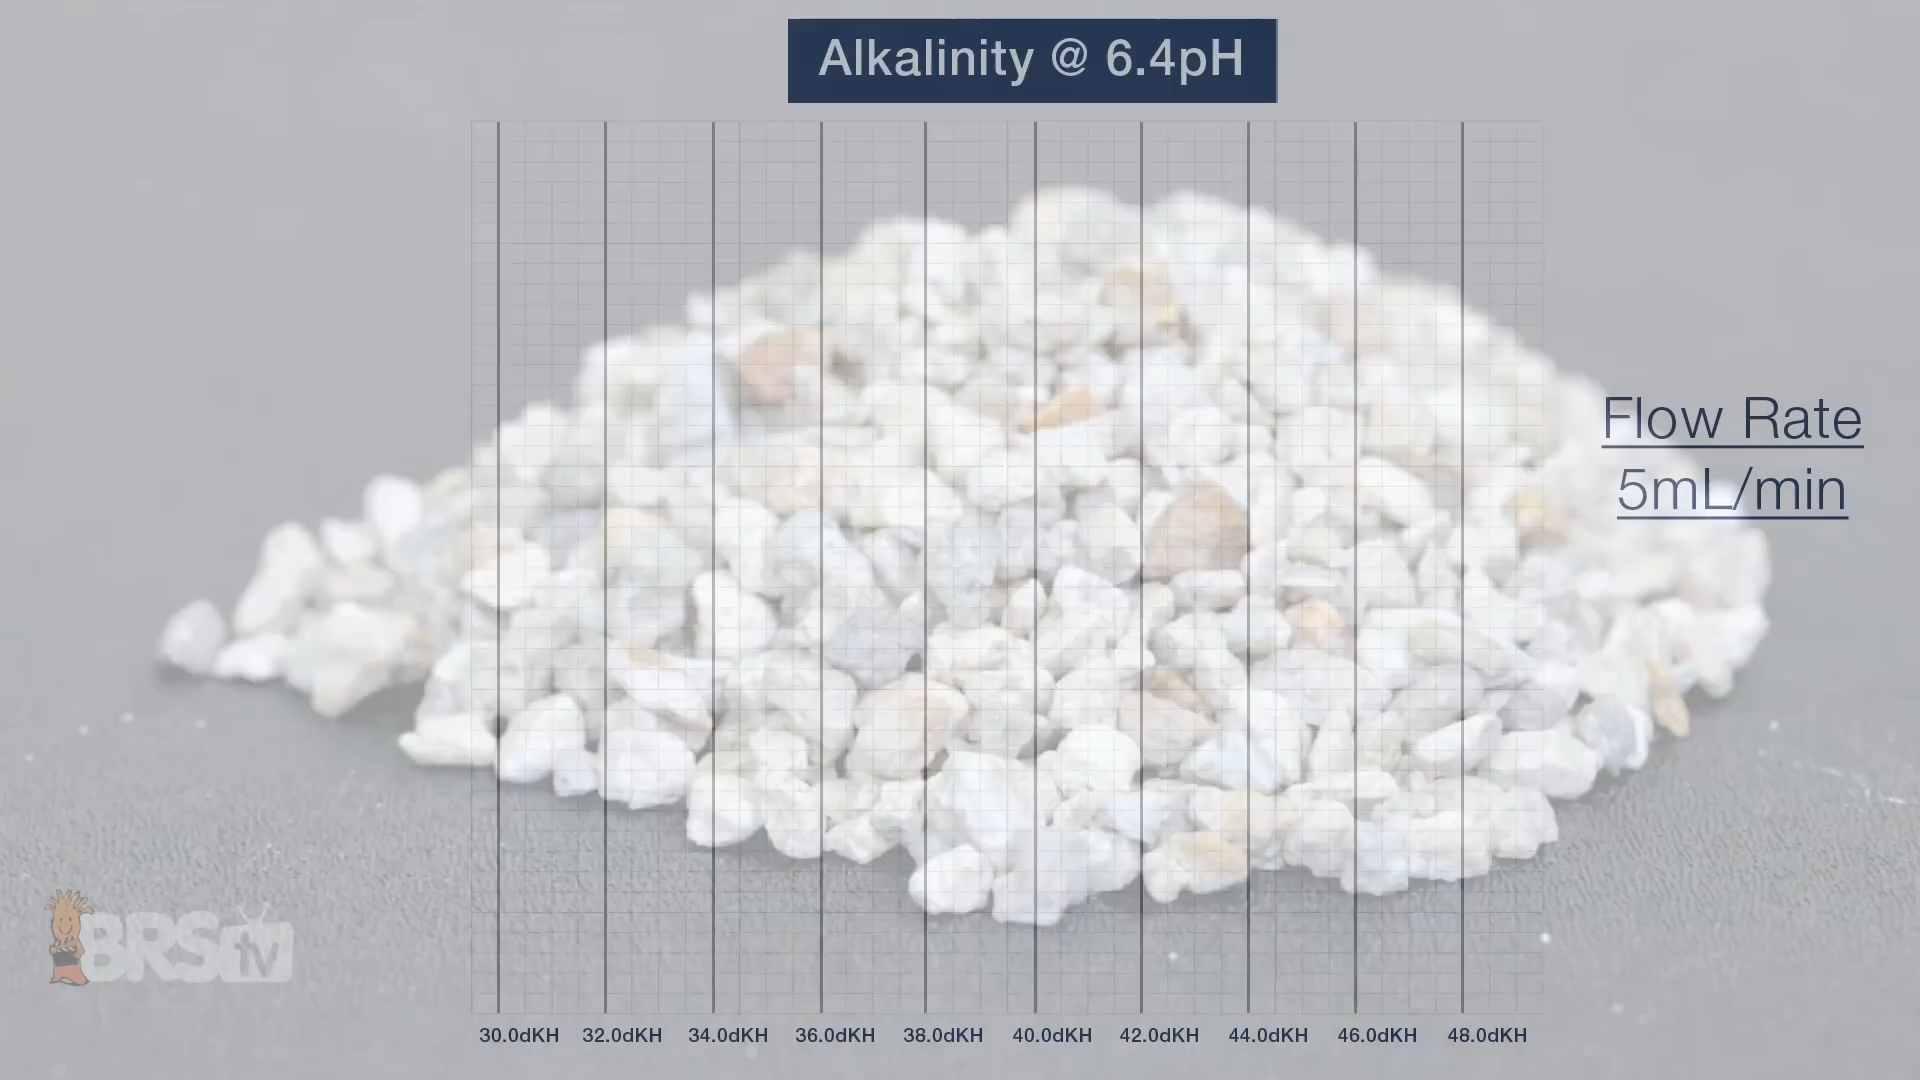 Alkalinity @ 6.4pH
Flow Rate
5mL/min
30.0dKH 32.0dKH 34.0dKH 36.0dKH 38.0dKH 40.0dKH 42.0dKH 44.0dKH 46.0dKH 48.0dKH
BRStv